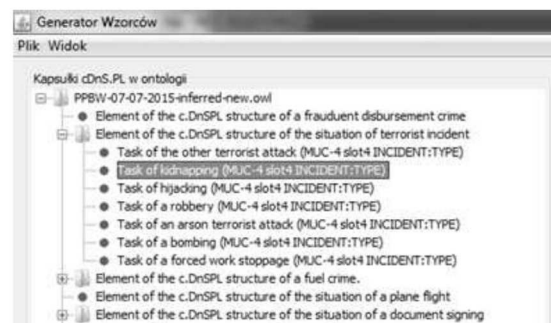 Generator Wzorców
Plik Widok
Kapsułki cDnS.PL w ontologii
PPBW-07-07-2015-inferred-new.owl
Element of the c.DnSPL structure of a frauduent disbursement crime
Element of the c.DnSPL structure of the situation of terrorist incident
Task of the other terrorist attack (MUC-4 slot4 INCIDENT:TYPE)
Task of kidnapping (MUC-4 slot4 INCIDENT:TYPE)
Task of hijacking (MUC-4 slot4 INCIDENT:TYPE)
Task of a robbery (MUC-4 slot4 INCIDENT:TYPE)
Task of an arson terrorist attack (MUC-4 slot4 INCIDENT:TYPE)
Task of a bombing (MUC-4 slot4 INCIDENT:TYPE)
Task of a forced work stoppage (MUC-4 slot4 INCIDENT:TYPE)
Element of the c.DnSPL structure of a fuel crime.
Element of the c.DnSPL structure of the situation of a plane flight
Element of the c.DnSPL structure of the situation of a document signing